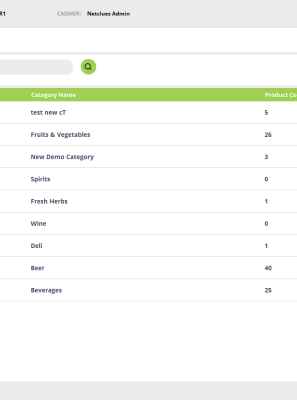 R1 CASHIER: Netclues Admin
Category Name Product Co
test new cT 5
Fruits & Vegetables 26
New Demo Category 3
Spirits 0
Fresh Herbs 1
Wine 0
Deli 1
Beer 40
Beverages 25